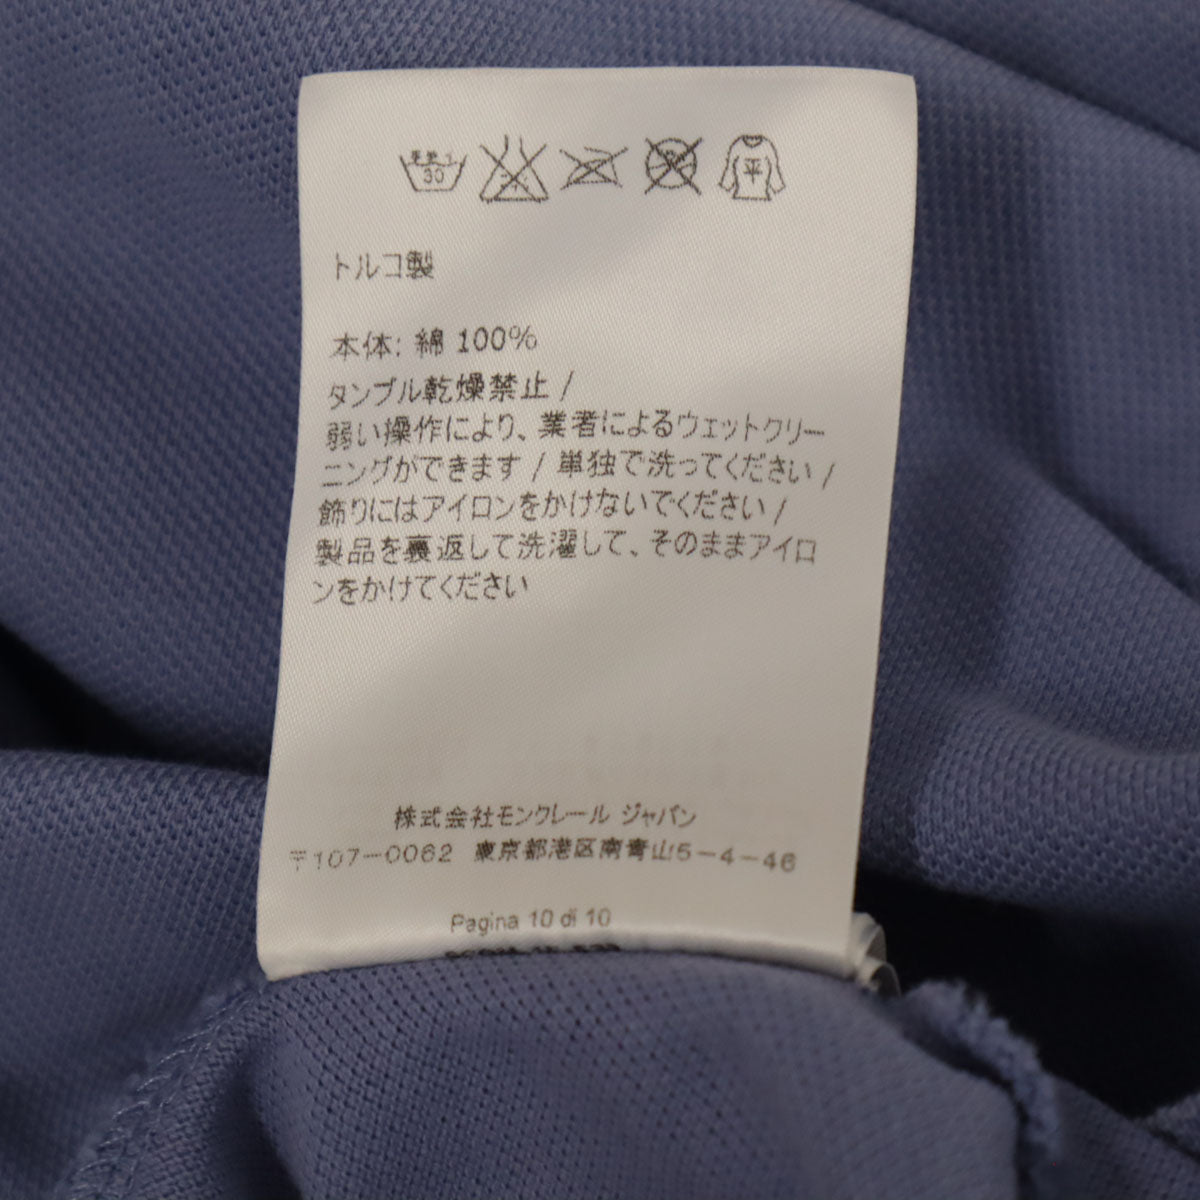 手洗イ
30
平
トルコ製
本体: 綿 100%
タンブル乾燥禁止 /
弱い操作により、業者によるウェットクリー
ニングができます / 単独で洗ってください /
飾りにはアイロンをかけないでください /
製品を裏返して洗濯して、そのままアイロ
ンをかけてください
株式会社モンクレール ジャパン
〒107-0062 東京都港区南青山5-4-46
Pagina 10 di 10